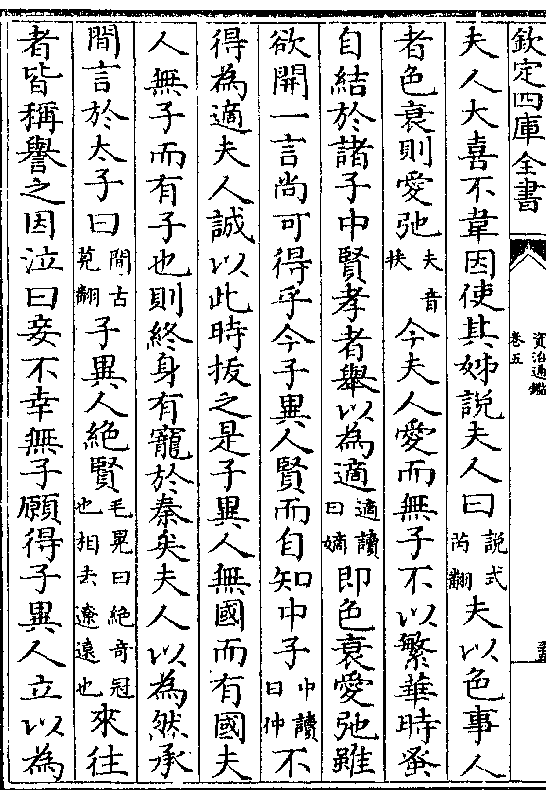 欽定四庫全書
資治通鑑
卷五
夫人大喜不韋因使其姊說夫人曰說式芮翻夫以色事人
者色衰則愛弛夫音扶今夫人愛而無子不以繁華時蚤
自結於諸子中賢孝者舉以為適適讀曰嫡即色衰愛弛雖
欲開一言尚可得乎今子異人賢而自知中子中讀曰仲不
得為適夫人誠以此時拔之是子異人無國而有國夫
人無子而有子也則終身有寵於秦矣夫人以為然承
間言於太子曰間古莧翻子異人絕賢毛晃曰絕奇冠也相去遼遠也來往
者皆稱譽之因泣曰妾不幸無子願得子異人立以為